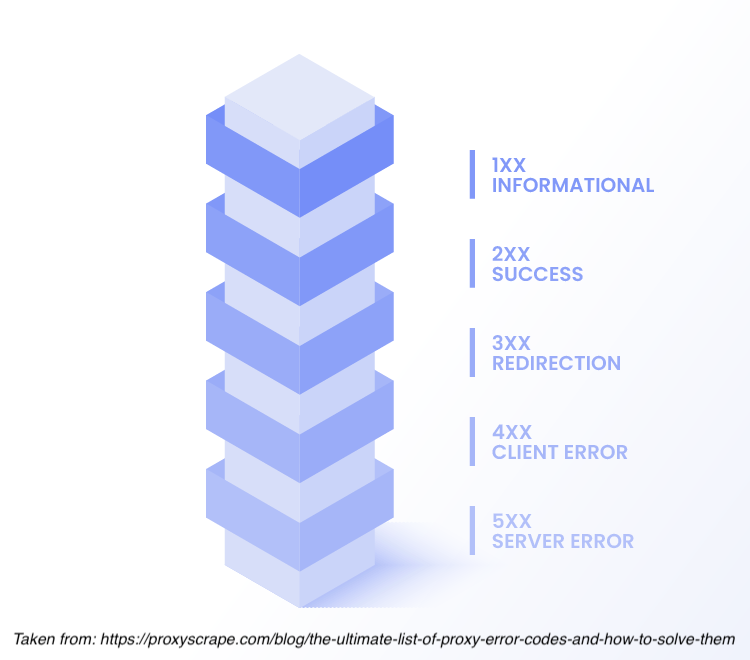 1XX
INFORMATIONAL
2XX
SUCCESS
3XX
REDIRECTION
4XX
CLIENT ERROR
5XX
SERVER ERROR
Taken from: https://proxyscrape.com/blog/the-ultimate-list-of-proxy-error-codes-and-how-to-solve-them